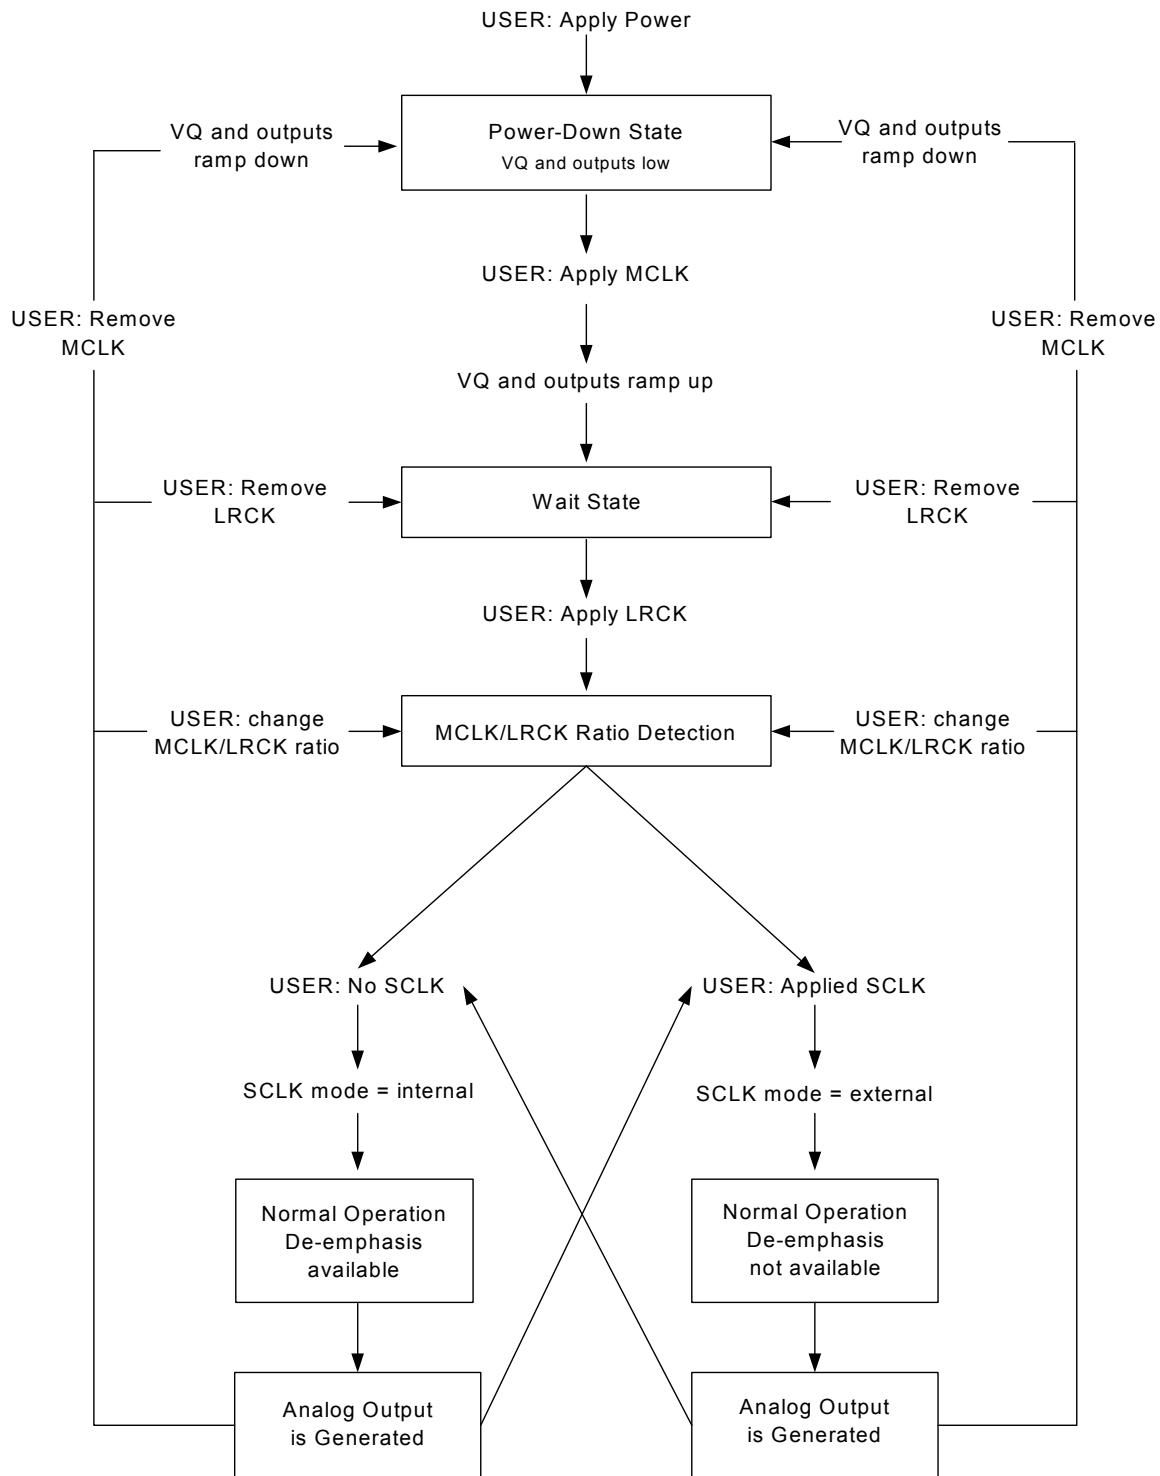 USER: Apply Power
VQ and outputs
ramp down
Power-Down State
VQ and outputs low
VQ and outputs
ramp down
USER: Apply MCLK
USER: Remove
MCLK
USER: Remove
MCLK
VQ and outputs ramp up
USER: Remove
LRCK
Wait State
USER: Remove
LRCK
USER: Apply LRCK
USER: change
MCLK/LRCK ratio
MCLK/LRCK Ratio Detection
USER: change
MCLK/LRCK ratio
USER: No SCLK
USER: Applied SCLK
SCLK mode = internal
SCLK mode = external
Normal Operation
De-emphasis
available
Normal Operation
De-emphasis
not available
Analog Output
is Generated
Analog Output
is Generated